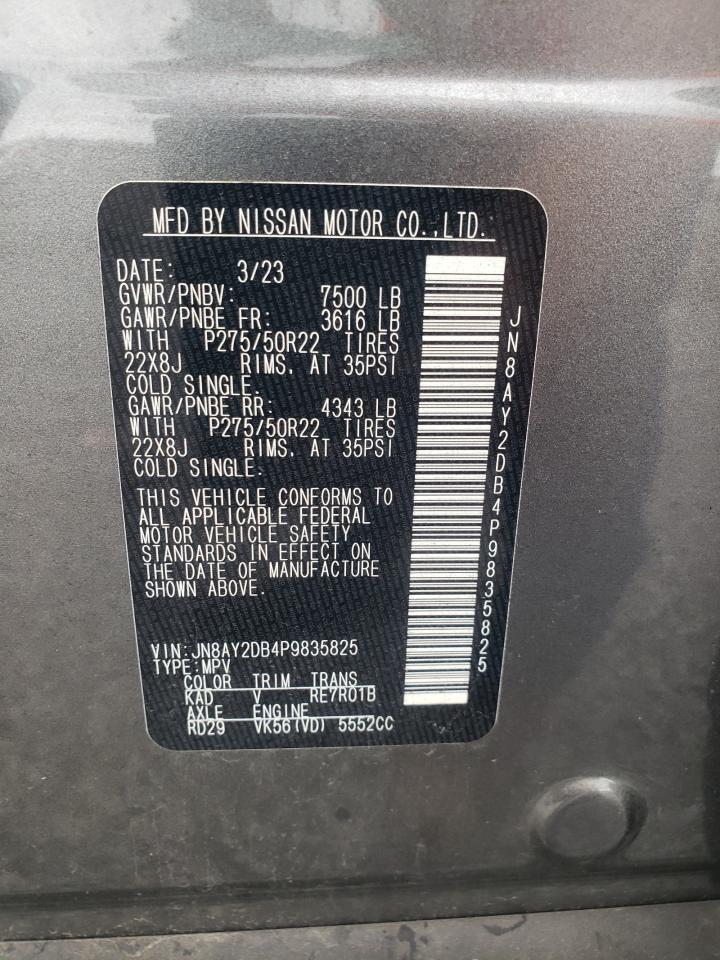 MFD BY NISSAN MOTOR CO.,LTD.
DATE: 3/23
GVWR/PNBV: 7500 LB
GAWR/PNBE FR: 3616 LB
WITH P275/50R22 TIRES
22X8J RIMS, AT 35PSI
COLD SINGLE.
GAWR/PNBE RR: 4343 LB
WITH P275/50R22 TIRES
22X8J RIMS, AT 35PSI
COLD SINGLE.
THIS VEHICLE CONFORMS TO
ALL APPLICABLE FEDERAL
MOTOR VEHICLE SAFETY
STANDARDS IN EFFECT ON
THE DATE OF MANUFACTURE
SHOWN ABOVE.
VIN:JN8AY2DB4P9835825
TYPE:MPV
COLOR TRIM TRANS
KAD V RE7R01B
AXLE ENGINE
RD29 VK56(VD) 5552CC
JN8AY2DB4P9835825